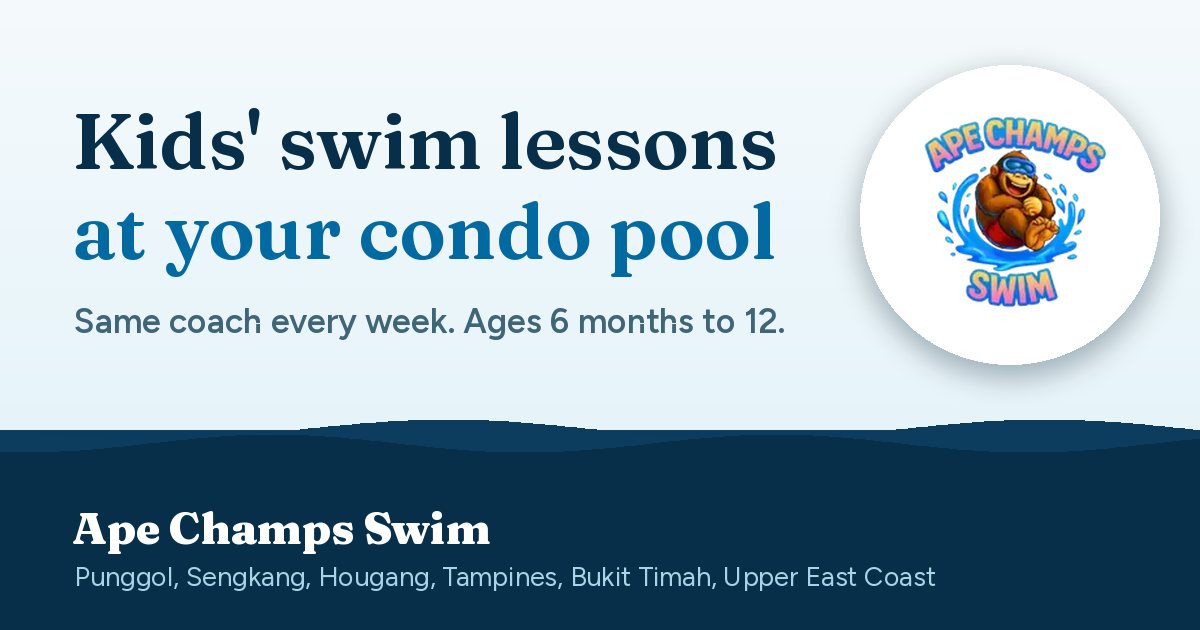 Kids' swim lessons
at your condo pool
Same coach every week. Ages 6 months to 12.
APE CHAMPS
SWIM
Ape Champs Swim
Punggol, Sengkang, Hougang, Tampines, Bukit Timah, Upper East Coast